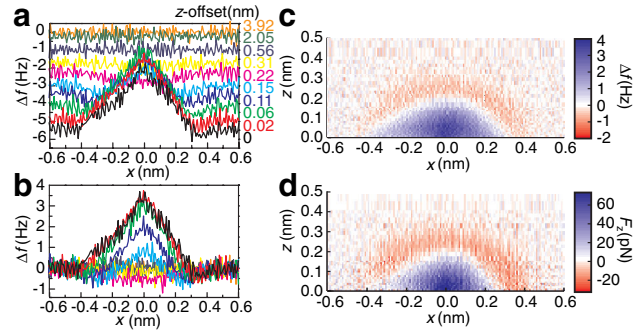 a
z-offset(nm)
0
-1
-2
-3
-4
-5
-6
Δf (Hz)
3.92
2.05
0.56
0.31
0.22
0.15
0.11
0.06
0.02
0
-0.6 -0.4 -0.2 0.0 0.2 0.4 0.6
x (nm)
b
4
3
2
1
0
-1
Δf (Hz)
-0.6 -0.4 -0.2 0.0 0.2 0.4 0.6
x (nm)
c
0.5
0.4
0.3
0.2
0.1
0.0
z (nm)
-0.6 -0.4 -0.2 0.0 0.2 0.4 0.6
x (nm)
4
2
0
-2
Δf(Hz)
d
0.5
0.4
0.3
0.2
0.1
0.0
z (nm)
-0.6 -0.4 -0.2 0.0 0.2 0.4 0.6
x (nm)
60
40
20
0
-20
Fz(pN)